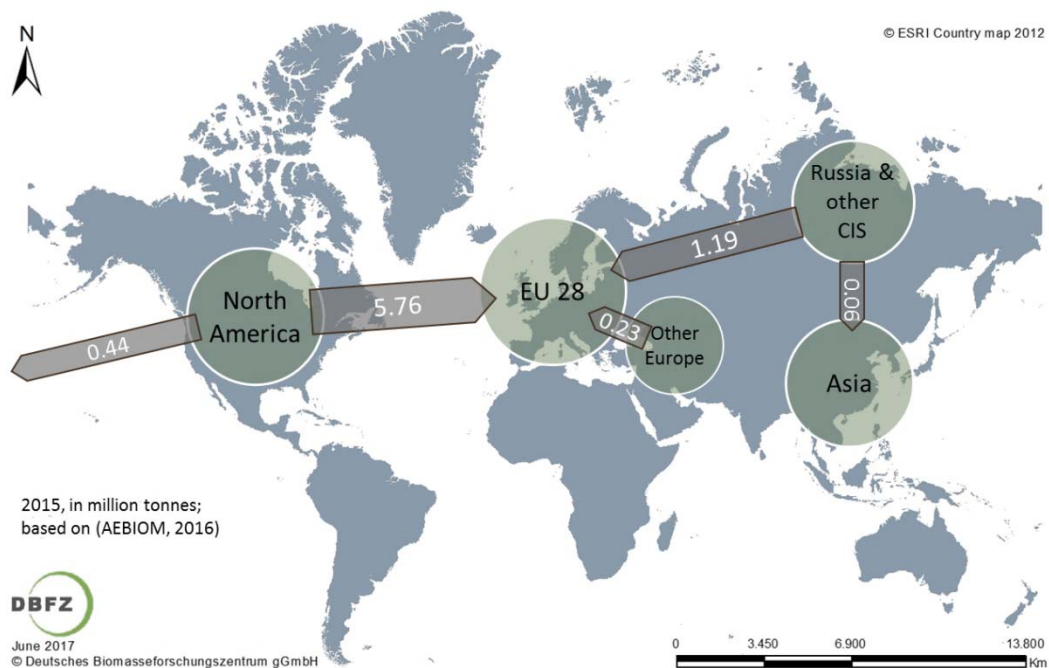 N
© ESRI Country map 2012
Russia &
other
CIS
1.19
North
America
5.76
EU 28
0.06
0.44
0.23
Other
Europe
Asia
2015, in million tonnes;
based on (AEBIOM, 2016)
DBFZ
June 2017
© Deutsches Biomasseforschungszentrum gGmbH
0 3.450 6.900 13.800
Km